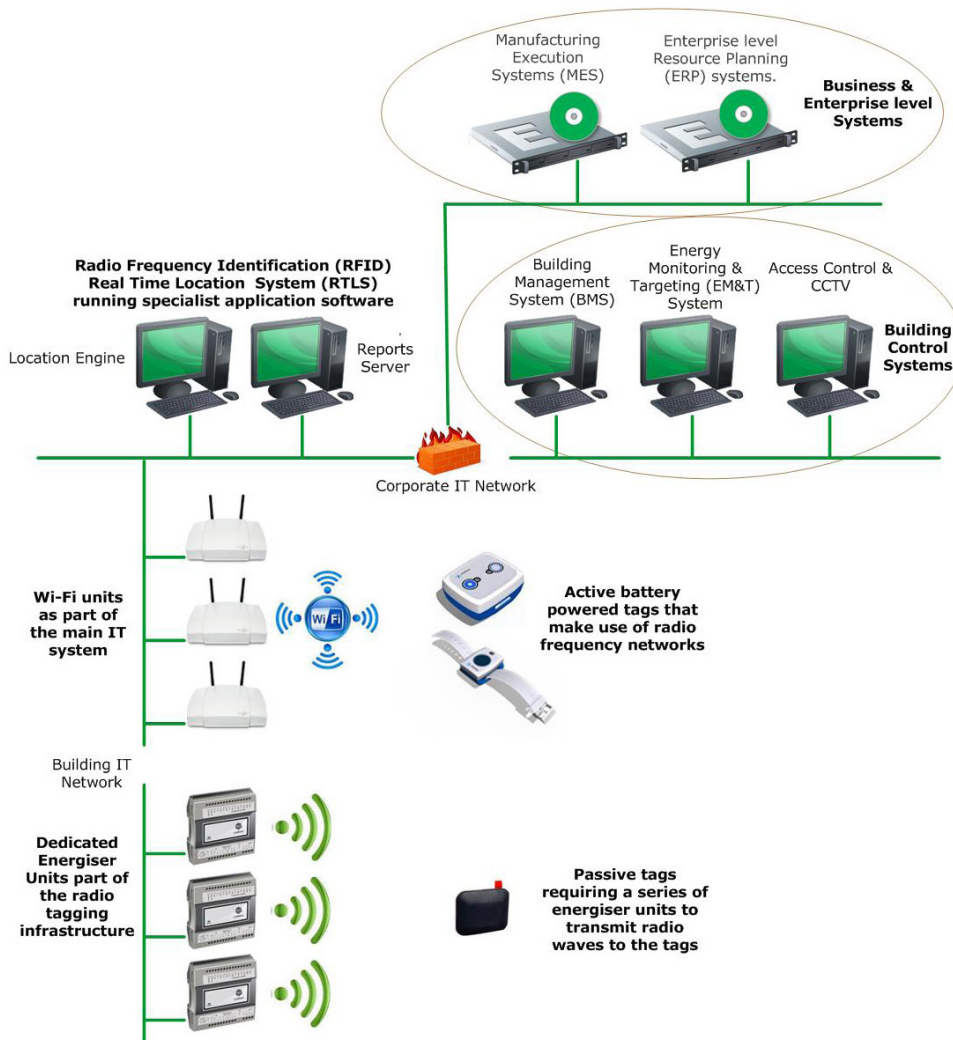 Manufacturing
Execution
Systems (MES)
Enterprise level
Resource Planning
(ERP) systems.
Business &
Enterprise level
Systems
E
E
Radio Frequency Identification (RFID)
Real Time Location System (RTLS)
running specialist application software
Location Engine
Reports
Server
Building
Management
System (BMS)
Energy
Monitoring &
Targeting (EM&T)
System
Access Control &
CCTV
Building
Control
Systems
Corporate IT Network
Wi-Fi units
as part of
the main IT
system
Wi Fi
Active battery
powered tags that
make use of radio
frequency networks
Building IT
Network
Dedicated
Energiser
Units part of
the radio
tagging
infrastructure
Passive tags
requiring a series of
energiser units to
transmit radio
waves to the tags